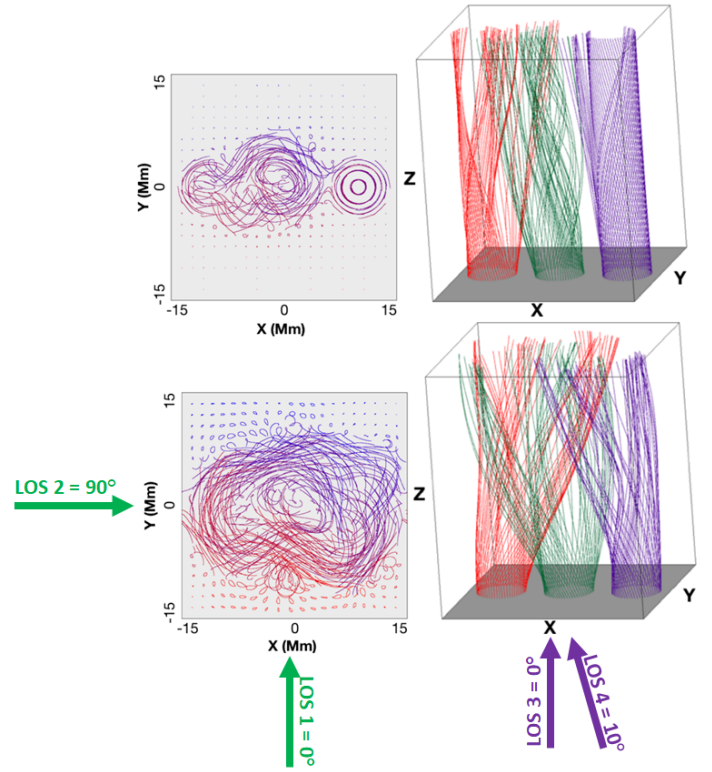 15
0
-15
Y (Mm)
-15
0
15
X (Mm)
Z
Y
X
15
0
-15
Y (Mm)
-15
0
15
X (Mm)
Z
Y
X
LOS 2 = 90°
LOS 1 = 0°
LOS 3 = 0°
LOS 4 = 10°